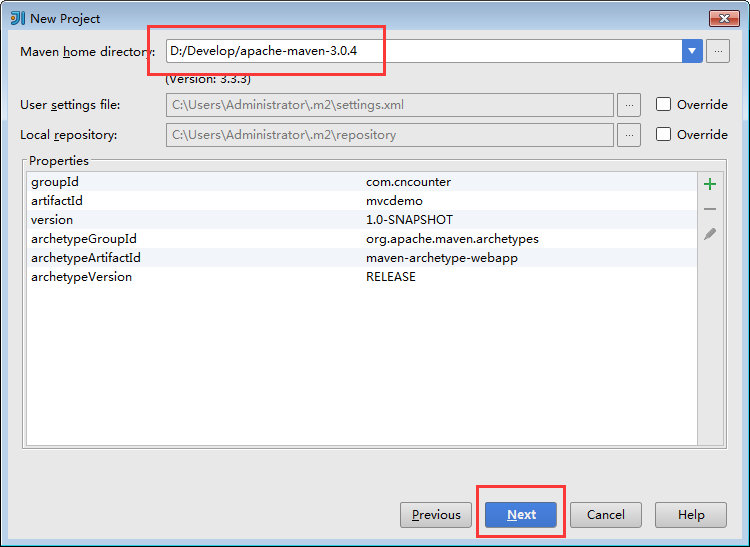 New Project
Maven home directory: D:/Develop/apache-maven-3.0.4 ...
(Version: 3.3.3)
User settings file: C:\Users\Administrator\.m2\settings.xml ... Override
Local repository: C:\Users\Administrator\.m2\repository ... Override
Properties
groupId com.cncounter
artifactId mvcdemo
version 1.0-SNAPSHOT
archetypeGroupId org.apache.maven.archetypes
archetypeArtifactId maven-archetype-webapp
archetypeVersion RELEASE
Previous Next Cancel Help